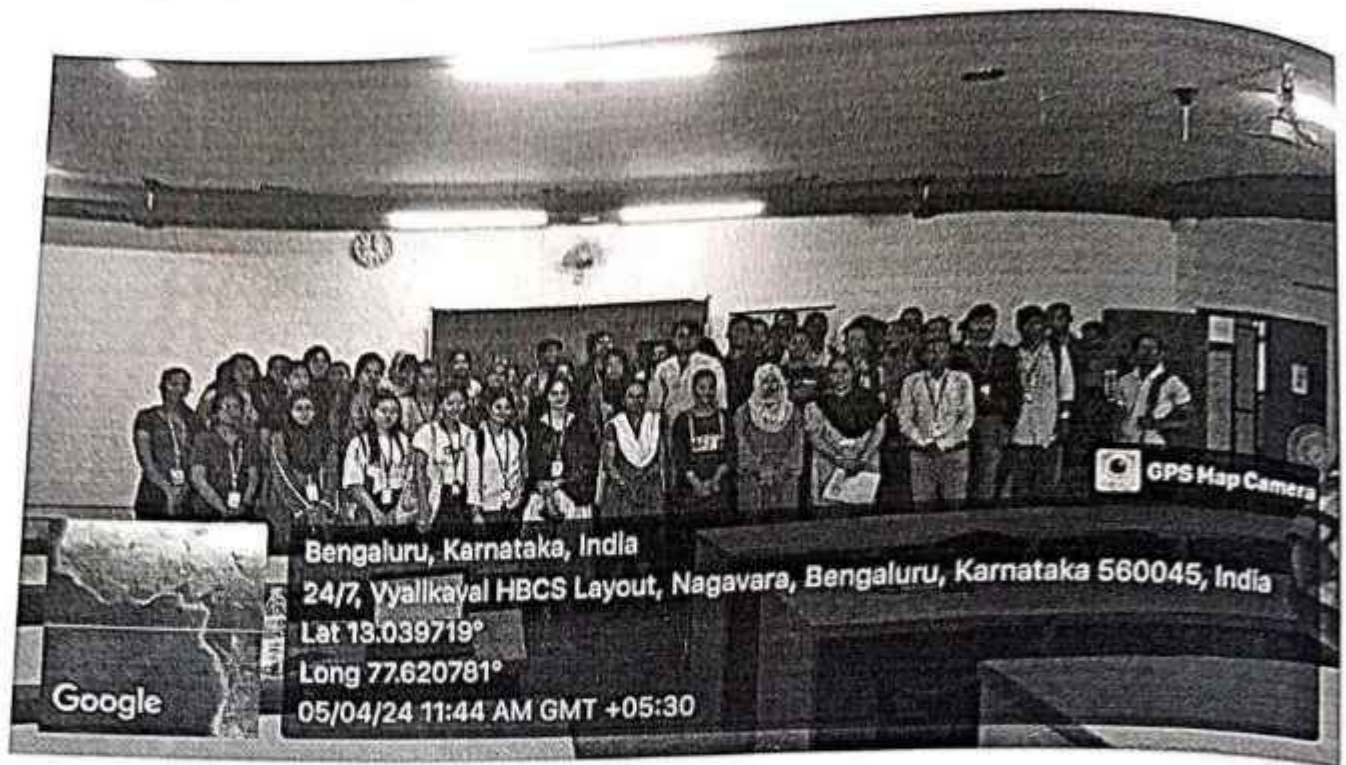 GPS Map Camera
Bengaluru, Karnataka, India
24/7, Vyalikaval HBCS Layout, Nagavara, Bengaluru, Karnataka 560045, India
Lat 13.039719°
Long 77.620781°
05/04/24 11:44 AM GMT +05:30
Google